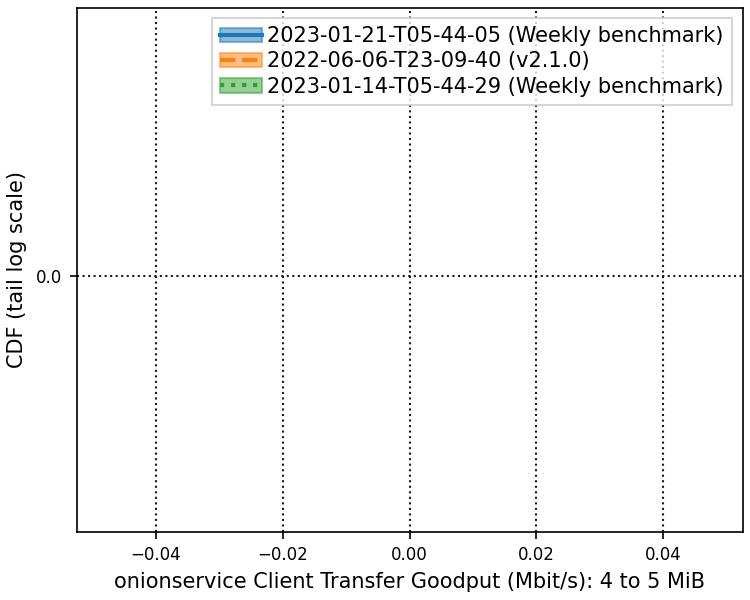 2023-01-21-T05-44-05 (Weekly benchmark)
2022-06-06-T23-09-40 (v2.1.0)
2023-01-14-T05-44-29 (Weekly benchmark)
CDF (tail log scale)
0.0
−0.04
−0.02
0.00
0.02
0.04
onionservice Client Transfer Goodput (Mbit/s): 4 to 5 MiB